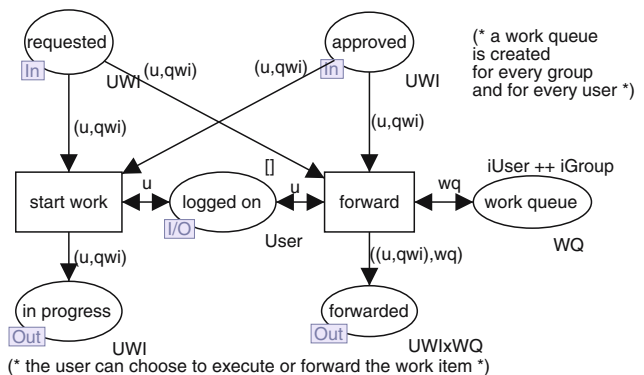 requested
approved
(* a work queue
is created
for every group
and for every user *)
In
In
UWI
(u,qwi)
(u,qwi)
UWI
(u,qwi)
(u,qwi)
[]
iUser ++ iGroup
start work
u
logged on
u
forward
wq
work queue
I/O
User
WQ
(u,qwi)
((u,qwi),wq)
in progress
forwarded
Out
Out
UWI
UWIxWQ
(* the user can choose to execute or forward the work item *)